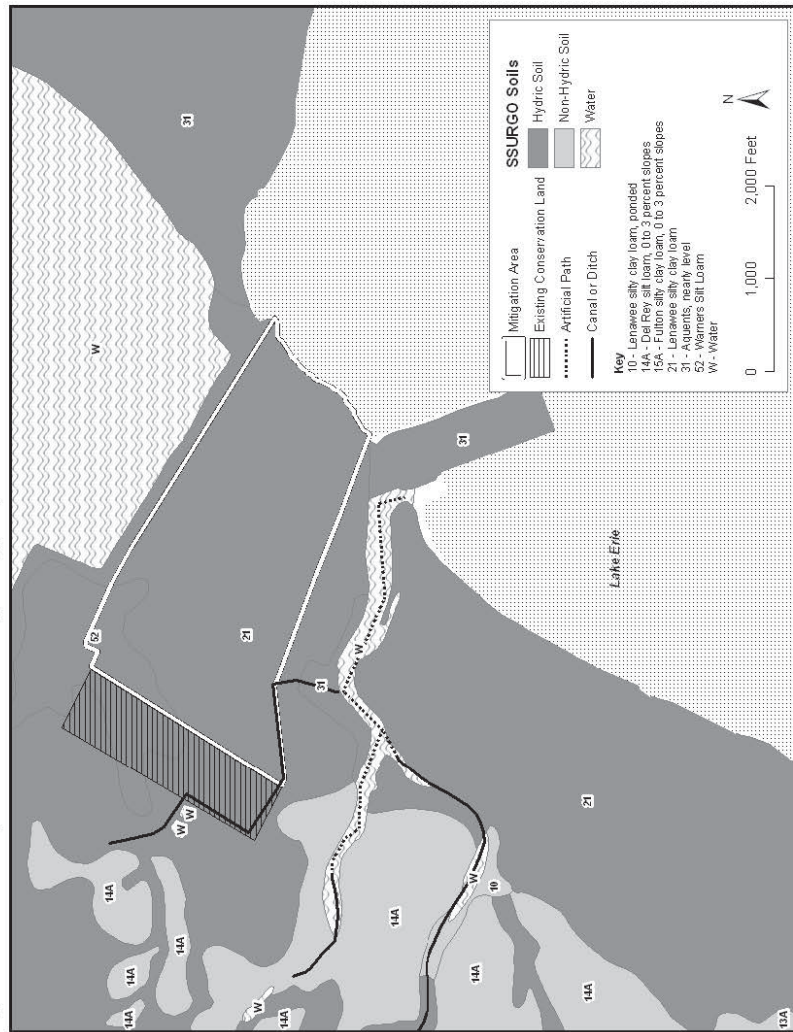 W
31
52
21
31
W
W
14A
14A
14A
14A
31
W
14A
W
14A
W
10
14A
14A
21
Lake Erie
Mitigation Area
Existing Conservation Land
Artificial Path
Canal or Ditch
SSURGO Soils
Hydric Soil
Non-Hydric Soil
Water
Key
10 - Lenawee silty clay loam, ponded
14A - Del Rey silt loam, 0 to 3 percent slopes
15A - Fulton silty clay loam, 0 to 3 percent slopes
21 - Lenawee silty clay loam
31 - Aquents, nearly level
52 - Warners Silt Loam
W - Water
0 1,000 2,000 Feet
N